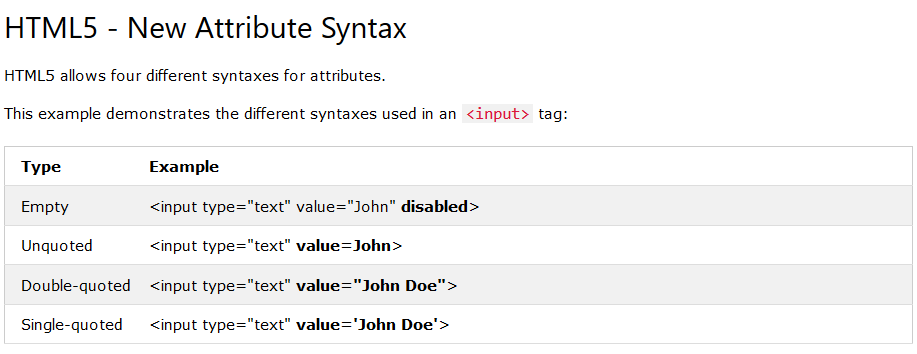 HTML5 - New Attribute Syntax
HTML5 allows four different syntaxes for attributes.
This example demonstrates the different syntaxes used in an <input> tag:
Type Example
Empty <input type="text" value="John" disabled>
Unquoted <input type="text" value=John>
Double-quoted <input type="text" value="John Doe">
Single-quoted <input type="text" value='John Doe'>